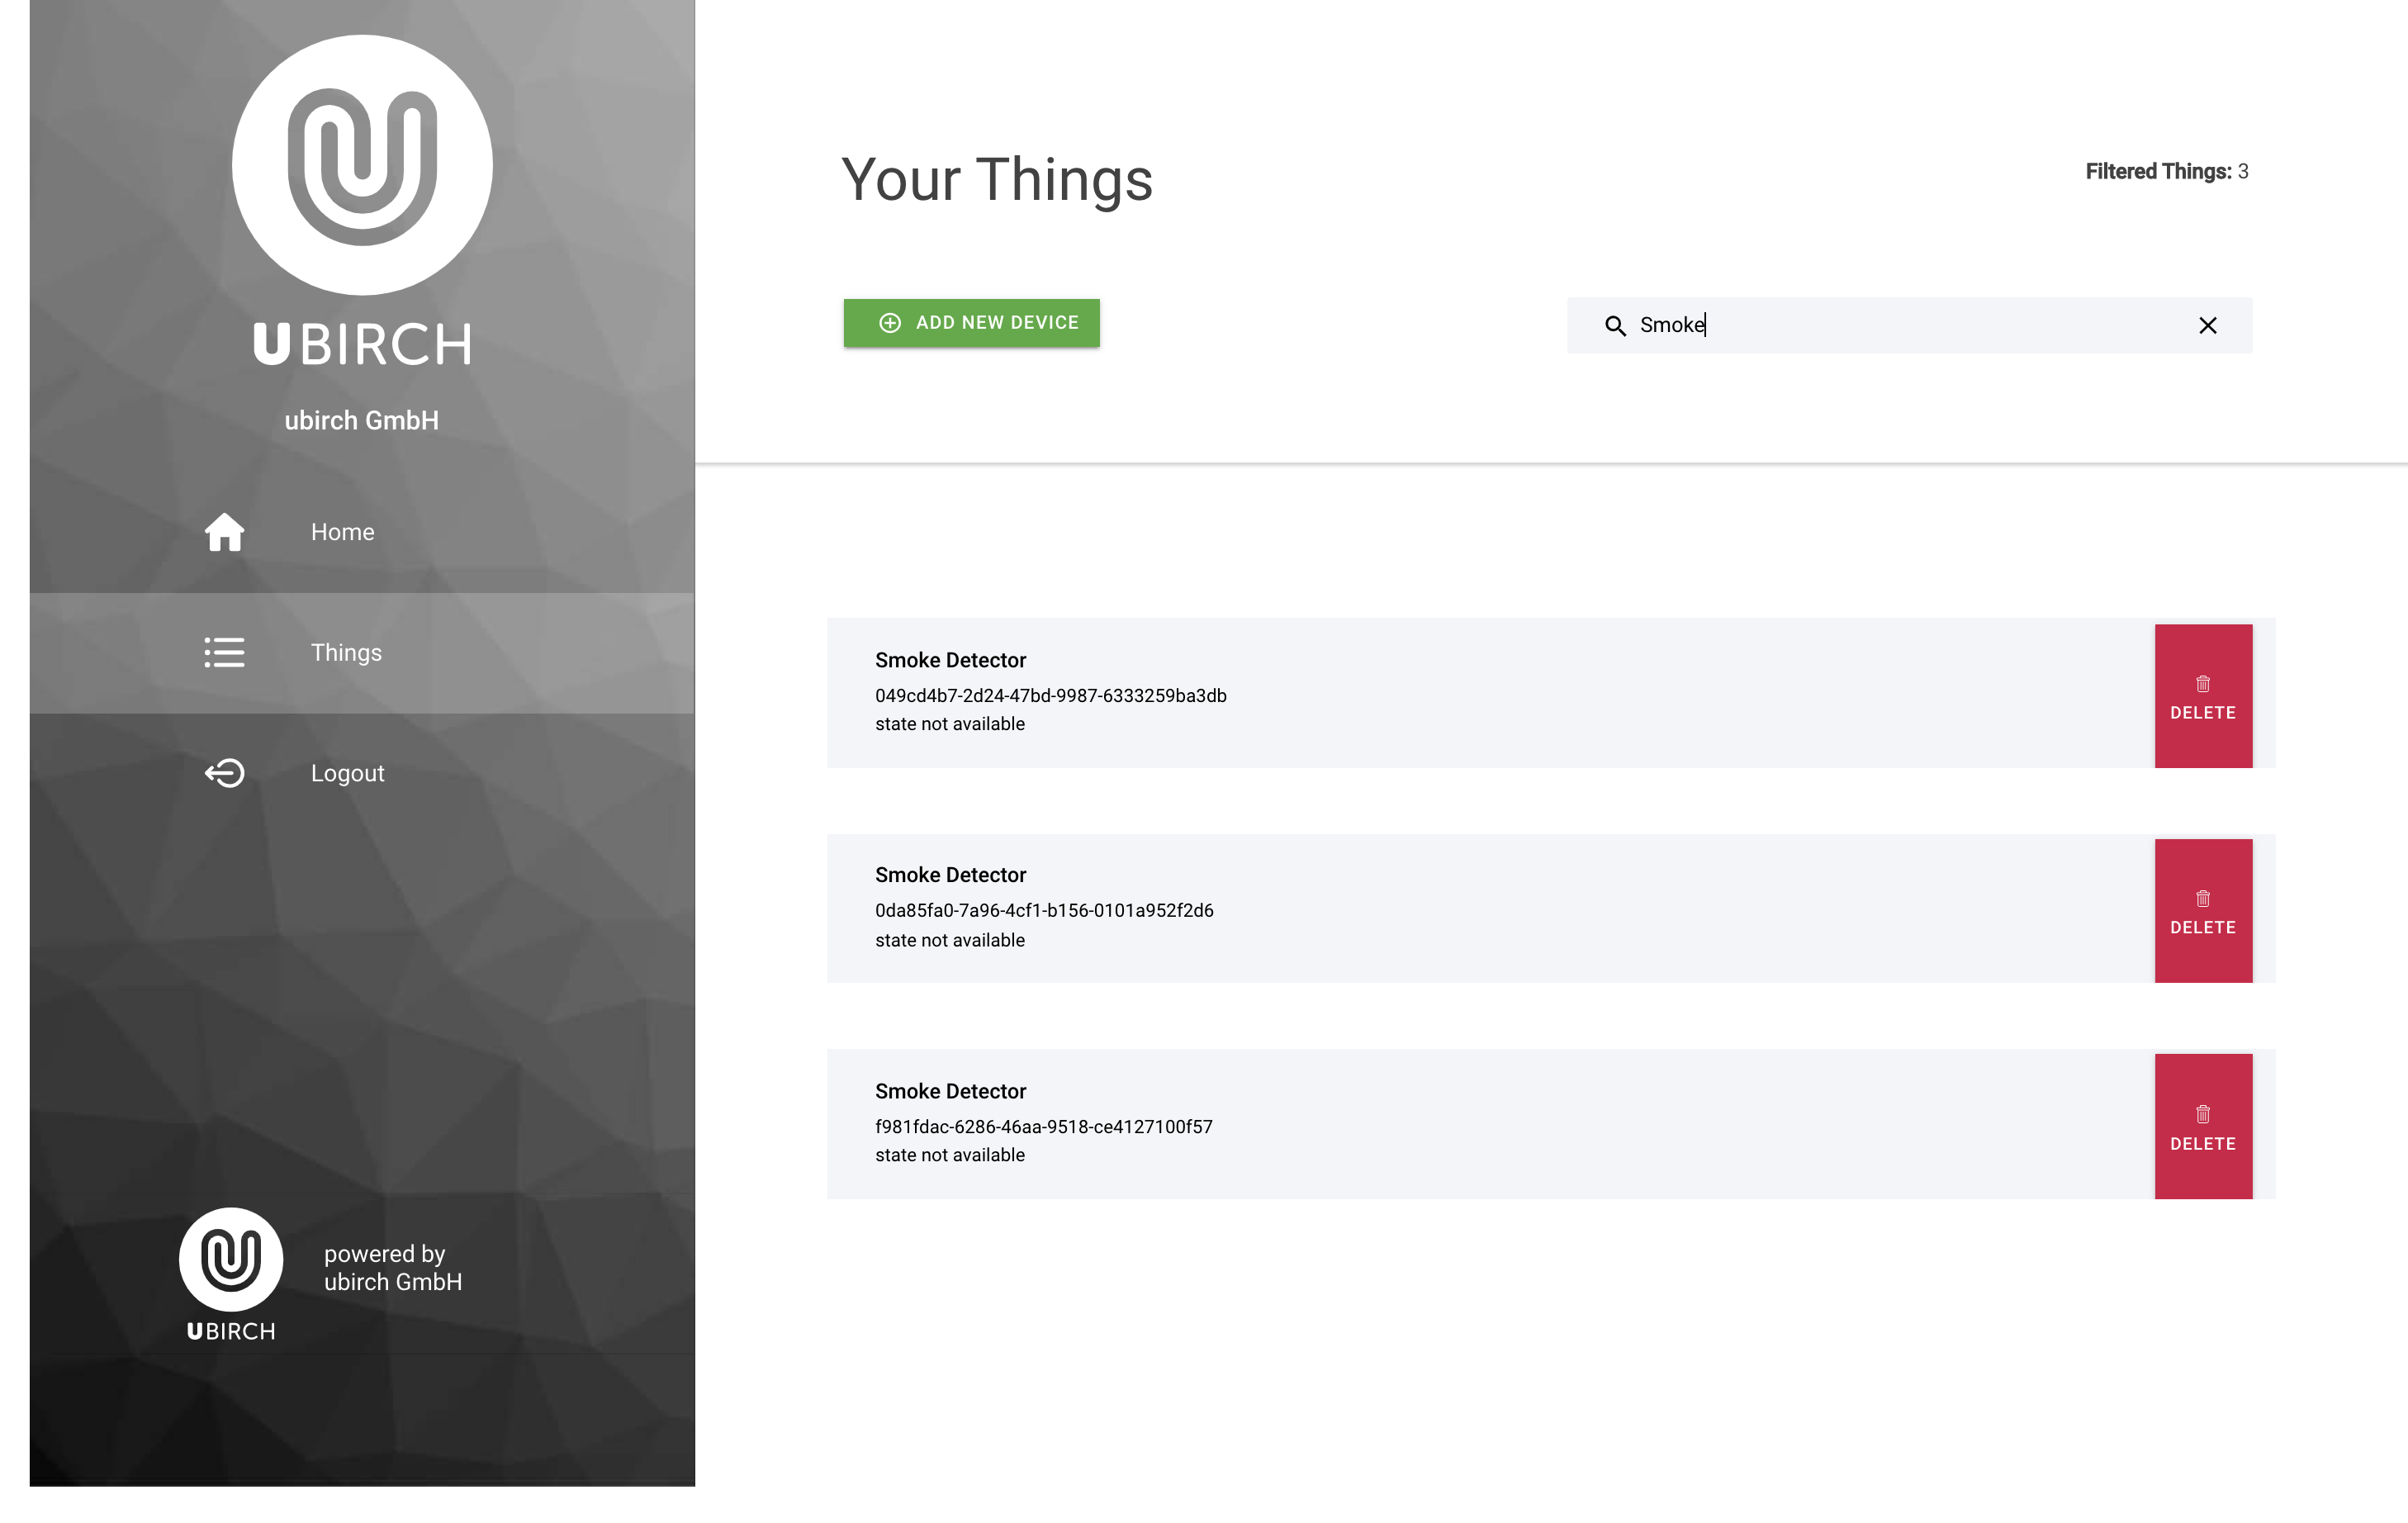 UBIRCH
ubirch GmbH
Home
Things
Logout
UBIRCH
powered by
ubirch GmbH
Your Things
Filtered Things: 3
ADD NEW DEVICE
Smoke
Smoke Detector
049cd4b7-2d24-47bd-9987-6333259ba3db
state not available
DELETE
Smoke Detector
0da85fa0-7a96-4cf1-b156-0101a952f2d6
state not available
DELETE
Smoke Detector
f981fdac-6286-46aa-9518-ce4127100f57
state not available
DELETE